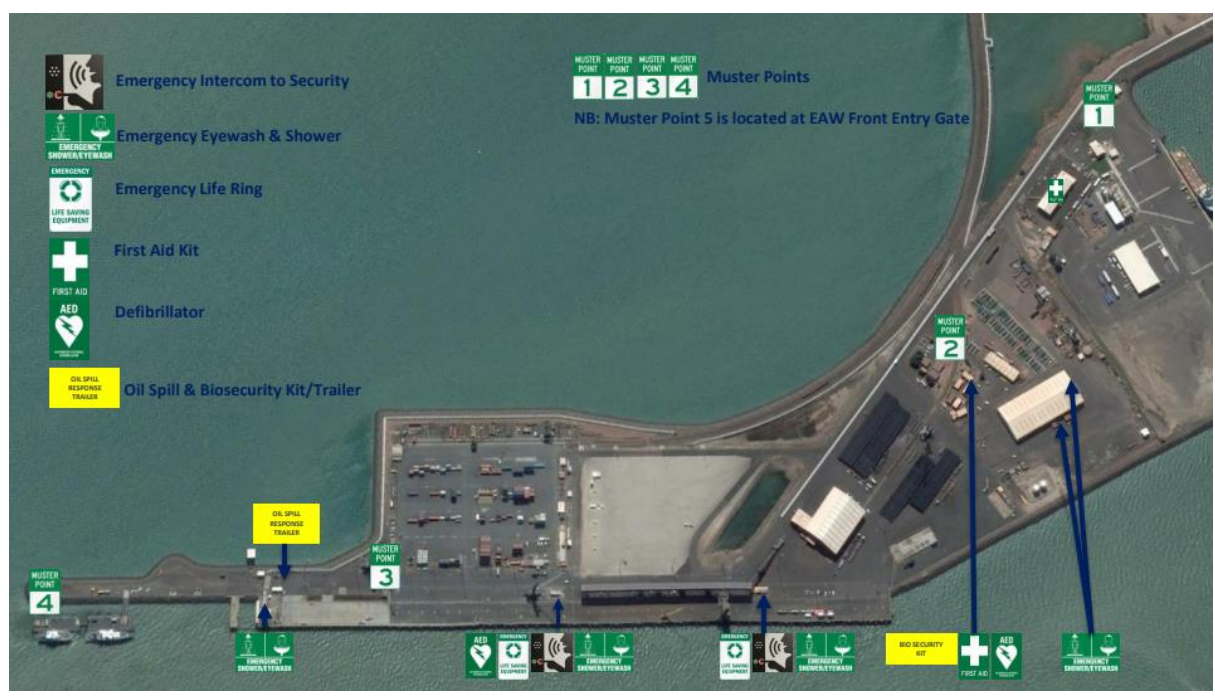 Emergency Intercom to Security
EMERGENCY
SHOWER/EYEWASH
Emergency Eyewash & Shower
EMERGENCY
LIFE SAVING
EQUIPMENT
Emergency Life Ring
FIRST AID
First Aid Kit
AED
Defibrillator
OIL SPILL
RESPONSE
TRAILER
Oil Spill & Biosecurity Kit/Trailer
MUSTER MUSTER MUSTER MUSTER
POINT POINT POINT POINT
1 2 3 4
Muster Points
NB: Muster Point 5 is located at EAW Front Entry Gate
MUSTER
POINT
1
MUSTER
POINT
2
OIL SPILL
RESPONSE
TRAILER
MUSTER
POINT
3
MUSTER
POINT
4
EMERGENCY
SHOWER/EYEWASH
AED
EMERGENCY
LIFE SAVING
EQUIPMENT
EMERGENCY
SHOWER/EYEWASH
EMERGENCY
LIFE SAVING
EQUIPMENT
EMERGENCY
SHOWER/EYEWASH
BIO SECURITY
KIT
FIRST AID
AED
EMERGENCY
SHOWER/EYEWASH